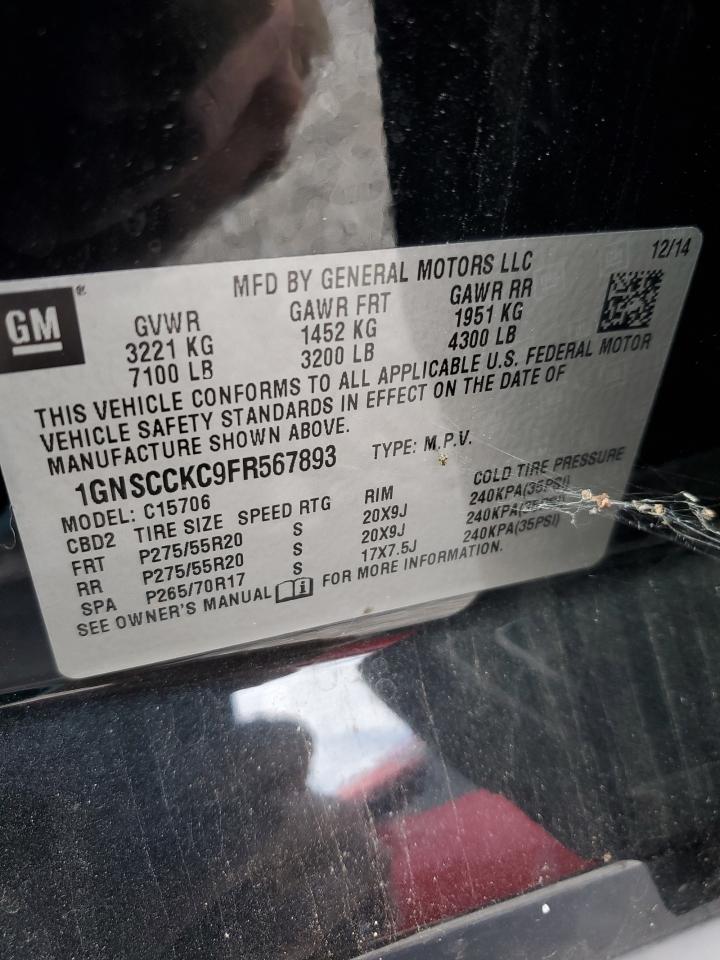 12/14
GM
MFD BY GENERAL MOTORS LLC
GVWR GAWR FRT GAWR RR
3221 KG 1452 KG 1951 KG
7100 LB 3200 LB 4300 LB
THIS VEHICLE CONFORMS TO ALL APPLICABLE U.S. FEDERAL MOTOR
VEHICLE SAFETY STANDARDS IN EFFECT ON THE DATE OF
MANUFACTURE SHOWN ABOVE.
1GNSCCKC9FR567893 TYPE: M.P.V.
MODEL: C15706
CBD2 TIRE SIZE SPEED RTG RIM COLD TIRE PRESSURE
FRT P275/55R20 S 20X9J 240KPA(35PSI)
RR P275/55R20 S 20X9J 240KPA(35PSI)
SPA P265/70R17 S 17X7.5J 240KPA(35PSI)
SEE OWNER'S MANUAL FOR MORE INFORMATION.